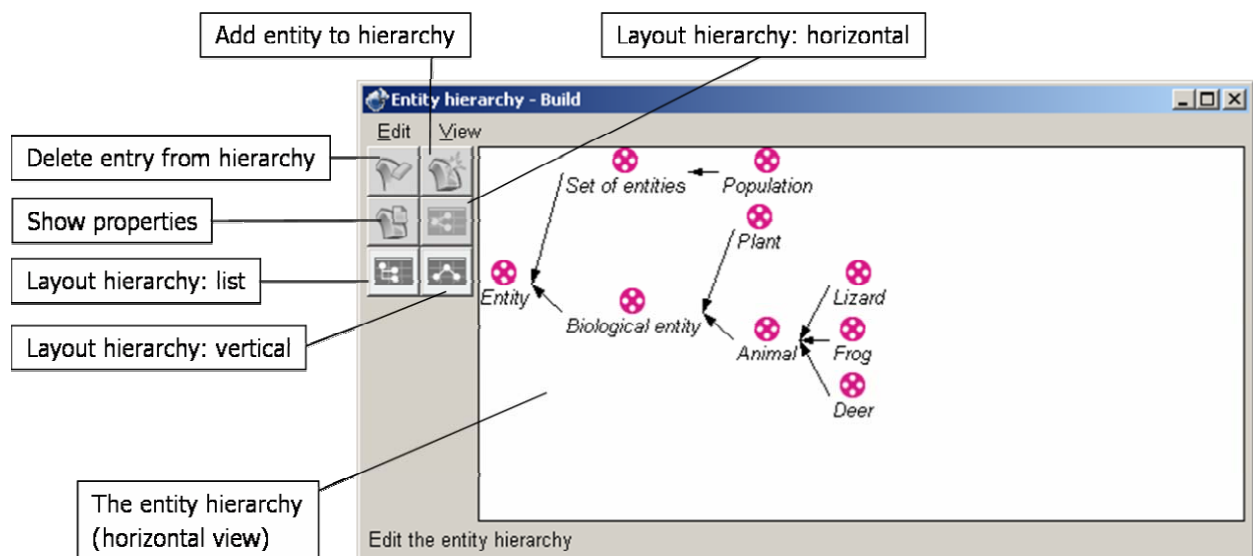 Add entity to hierarchy
Layout hierarchy: horizontal
Entity hierarchy - Build
Edit View
Delete entry from hierarchy
Show properties
Layout hierarchy: list
Layout hierarchy: vertical
Set of entities
Population
Plant
Entity
Biological entity
Lizard
Animal
Frog
Deer
The entity hierarchy
(horizontal view)
Edit the entity hierarchy